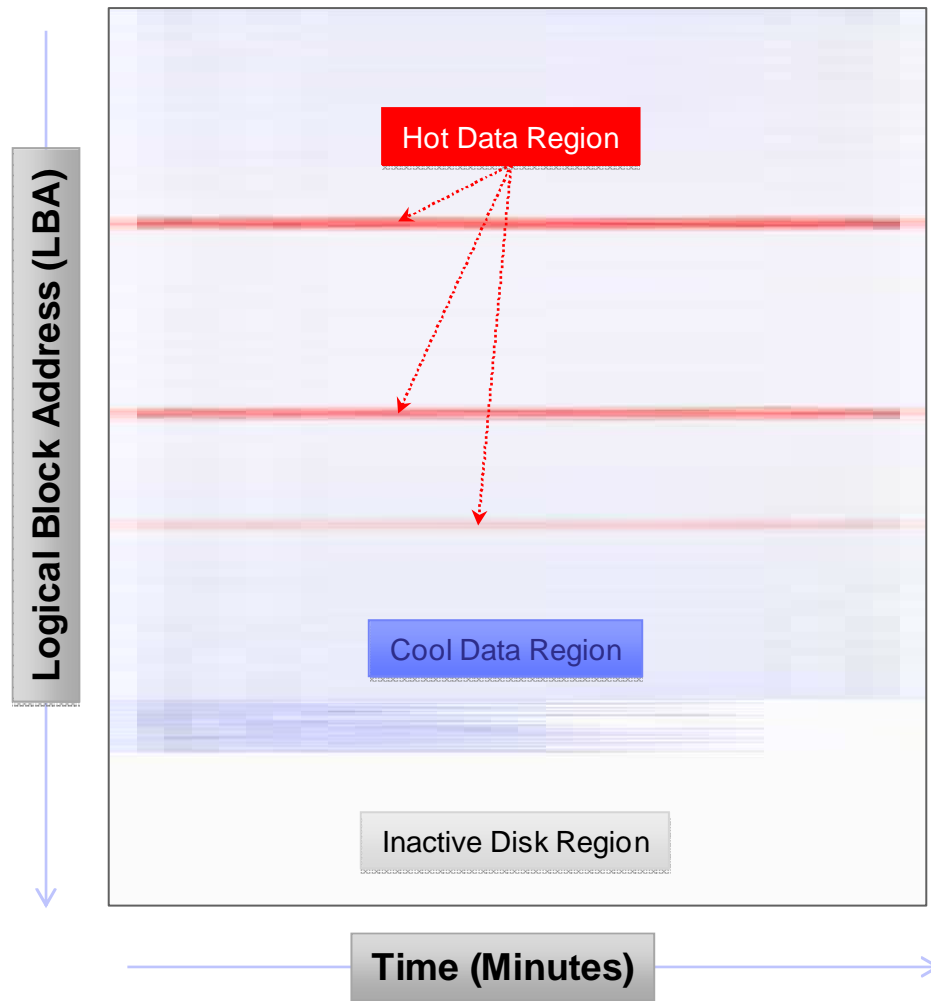 Hot Data Region
Logical Block Address (LBA)
Cool Data Region
Inactive Disk Region
Time (Minutes)